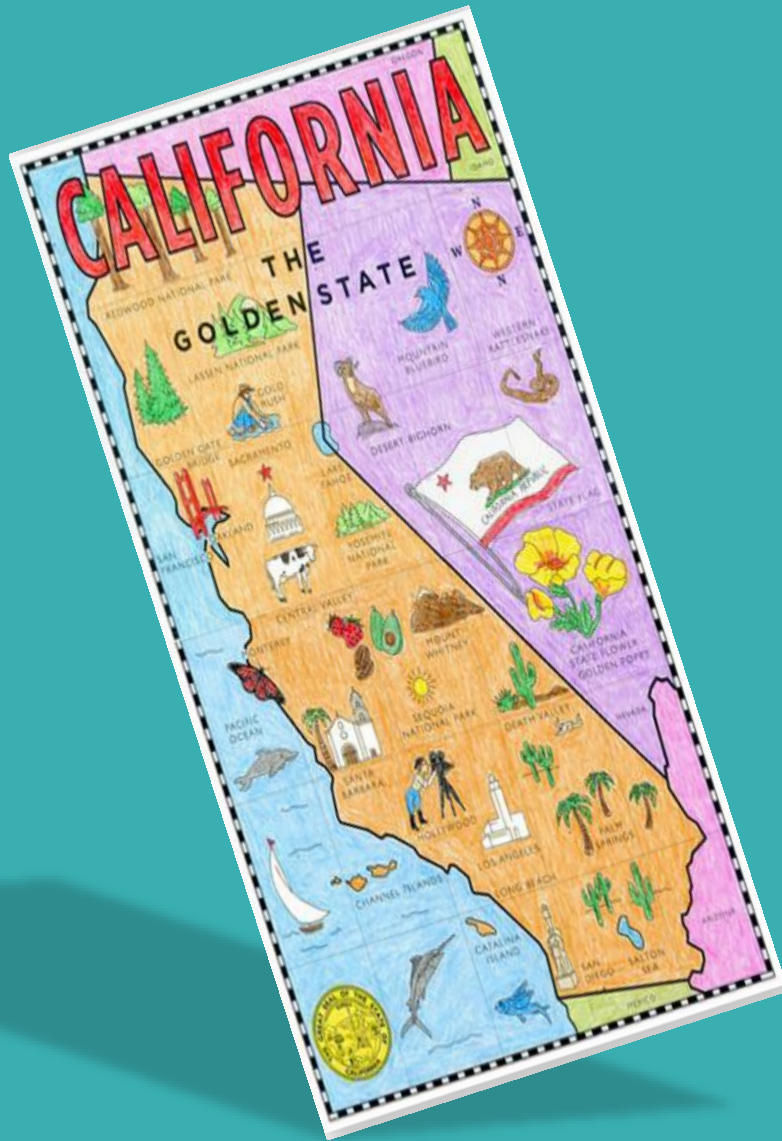 OREGON
IDAHO
CALIFORNIA
THE
GOLDEN STATE
N
W
E
N
REDWOOD NATIONAL PARK
LASSEN NATIONAL PARK
MOUNTAIN
BLUEBIRD
WESTERN
RATTLESNAKE
GOLD
RUSH
DESERT BIGHORN
GOLDEN GATE
BRIDGE
SACRAMENTO
LAKE
TAHOE
CALIFORNIA REPUBLIC
STATE FLAG
SAN
FRANCISCO
OAKLAND
YOSEMITE
NATIONAL
PARK
CENTRAL VALLEY
MONTEREY
MOUNT
WHITNEY
CALIFORNIA
STATE FLOWER
GOLDEN POPPY
SEQUOIA
NATIONAL PARK
DEATH VALLEY
NEVADA
PACIFIC
OCEAN
SANTA
BARBARA
HOLLYWOOD
LOS ANGELES
PALM
SPRINGS
LONG BEACH
CHANNEL ISLANDS
CATALINA
ISLAND
SAN
DIEGO
SALTON
SEA
ARIZONA
MEXICO